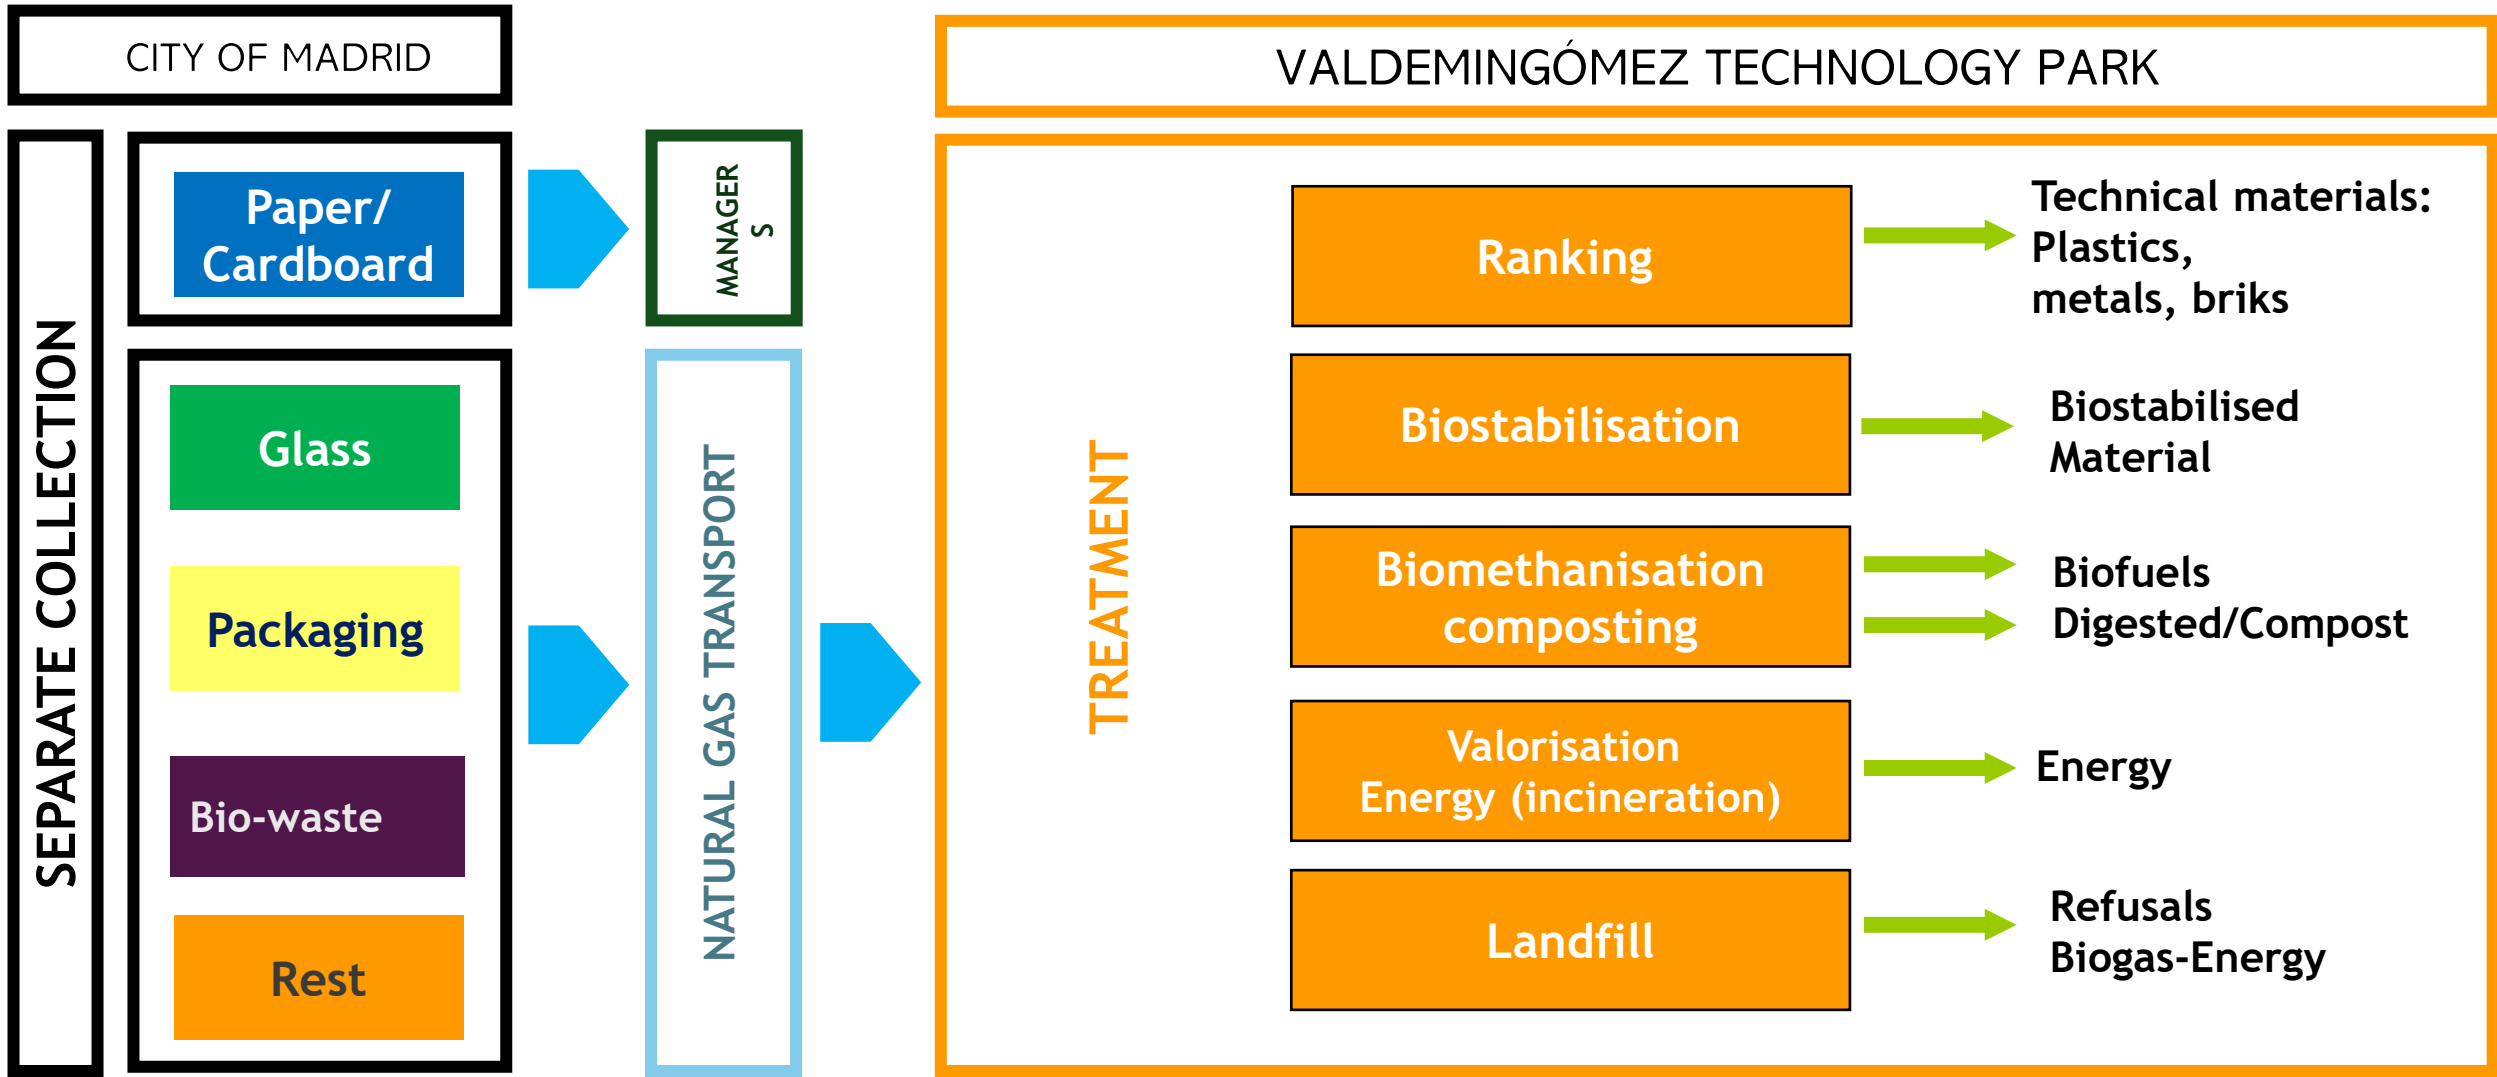 CITY OF MADRID
VALDEMINGÓMEZ TECHNOLOGY PARK
SEPARATE COLLECTION
Paper/
Cardboard
Glass
Packaging
Bio-waste
Rest
MANAGER
S
NATURAL GAS TRANSPORT
TREATMENT
Ranking
Technical materials:
Plastics,
metals, briks
Biostabilisation
Biostabilised
Material
Biomethanisation
composting
Biofuels
Digested/Compost
Valorisation
Energy (incineration)
Energy
Landfill
Refusals
Biogas-Energy